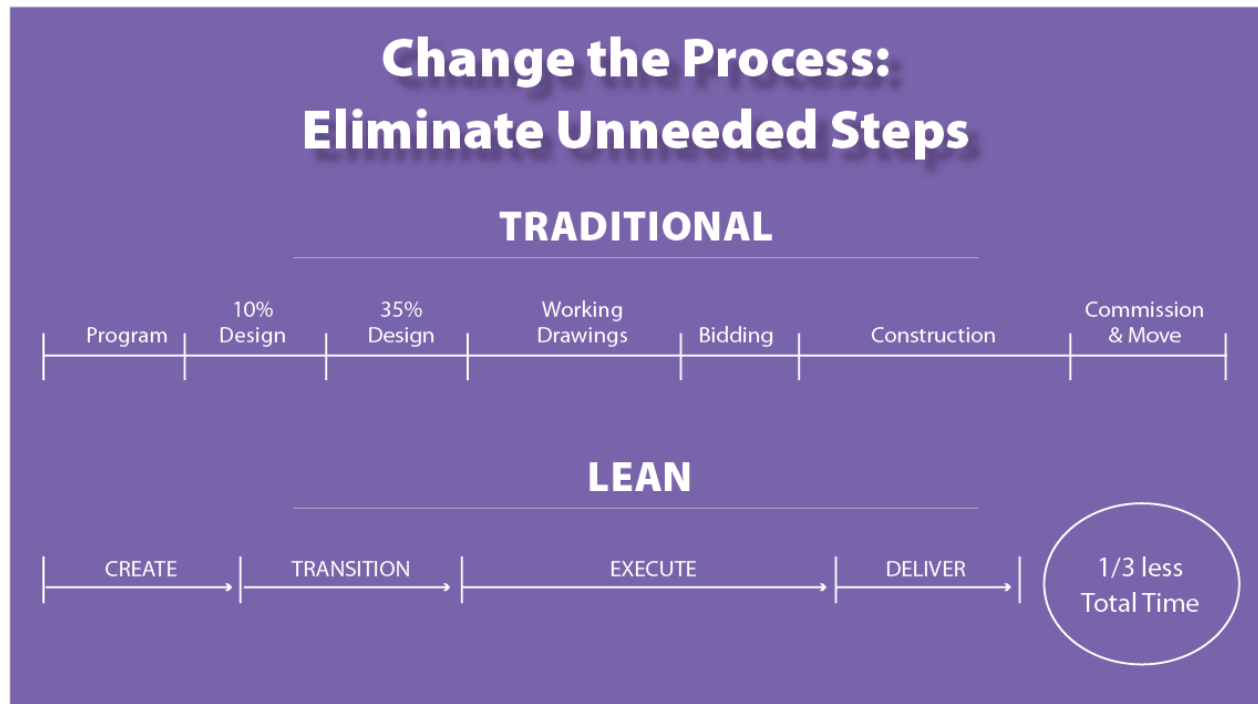 Change the Process:
Eliminate Unneeded Steps
TRADITIONAL
Program
10%
Design
35%
Design
Working
Drawings
Bidding
Construction
Commission
& Move
LEAN
CREATE
TRANSITION
EXECUTE
DELIVER
1/3 less
Total Time